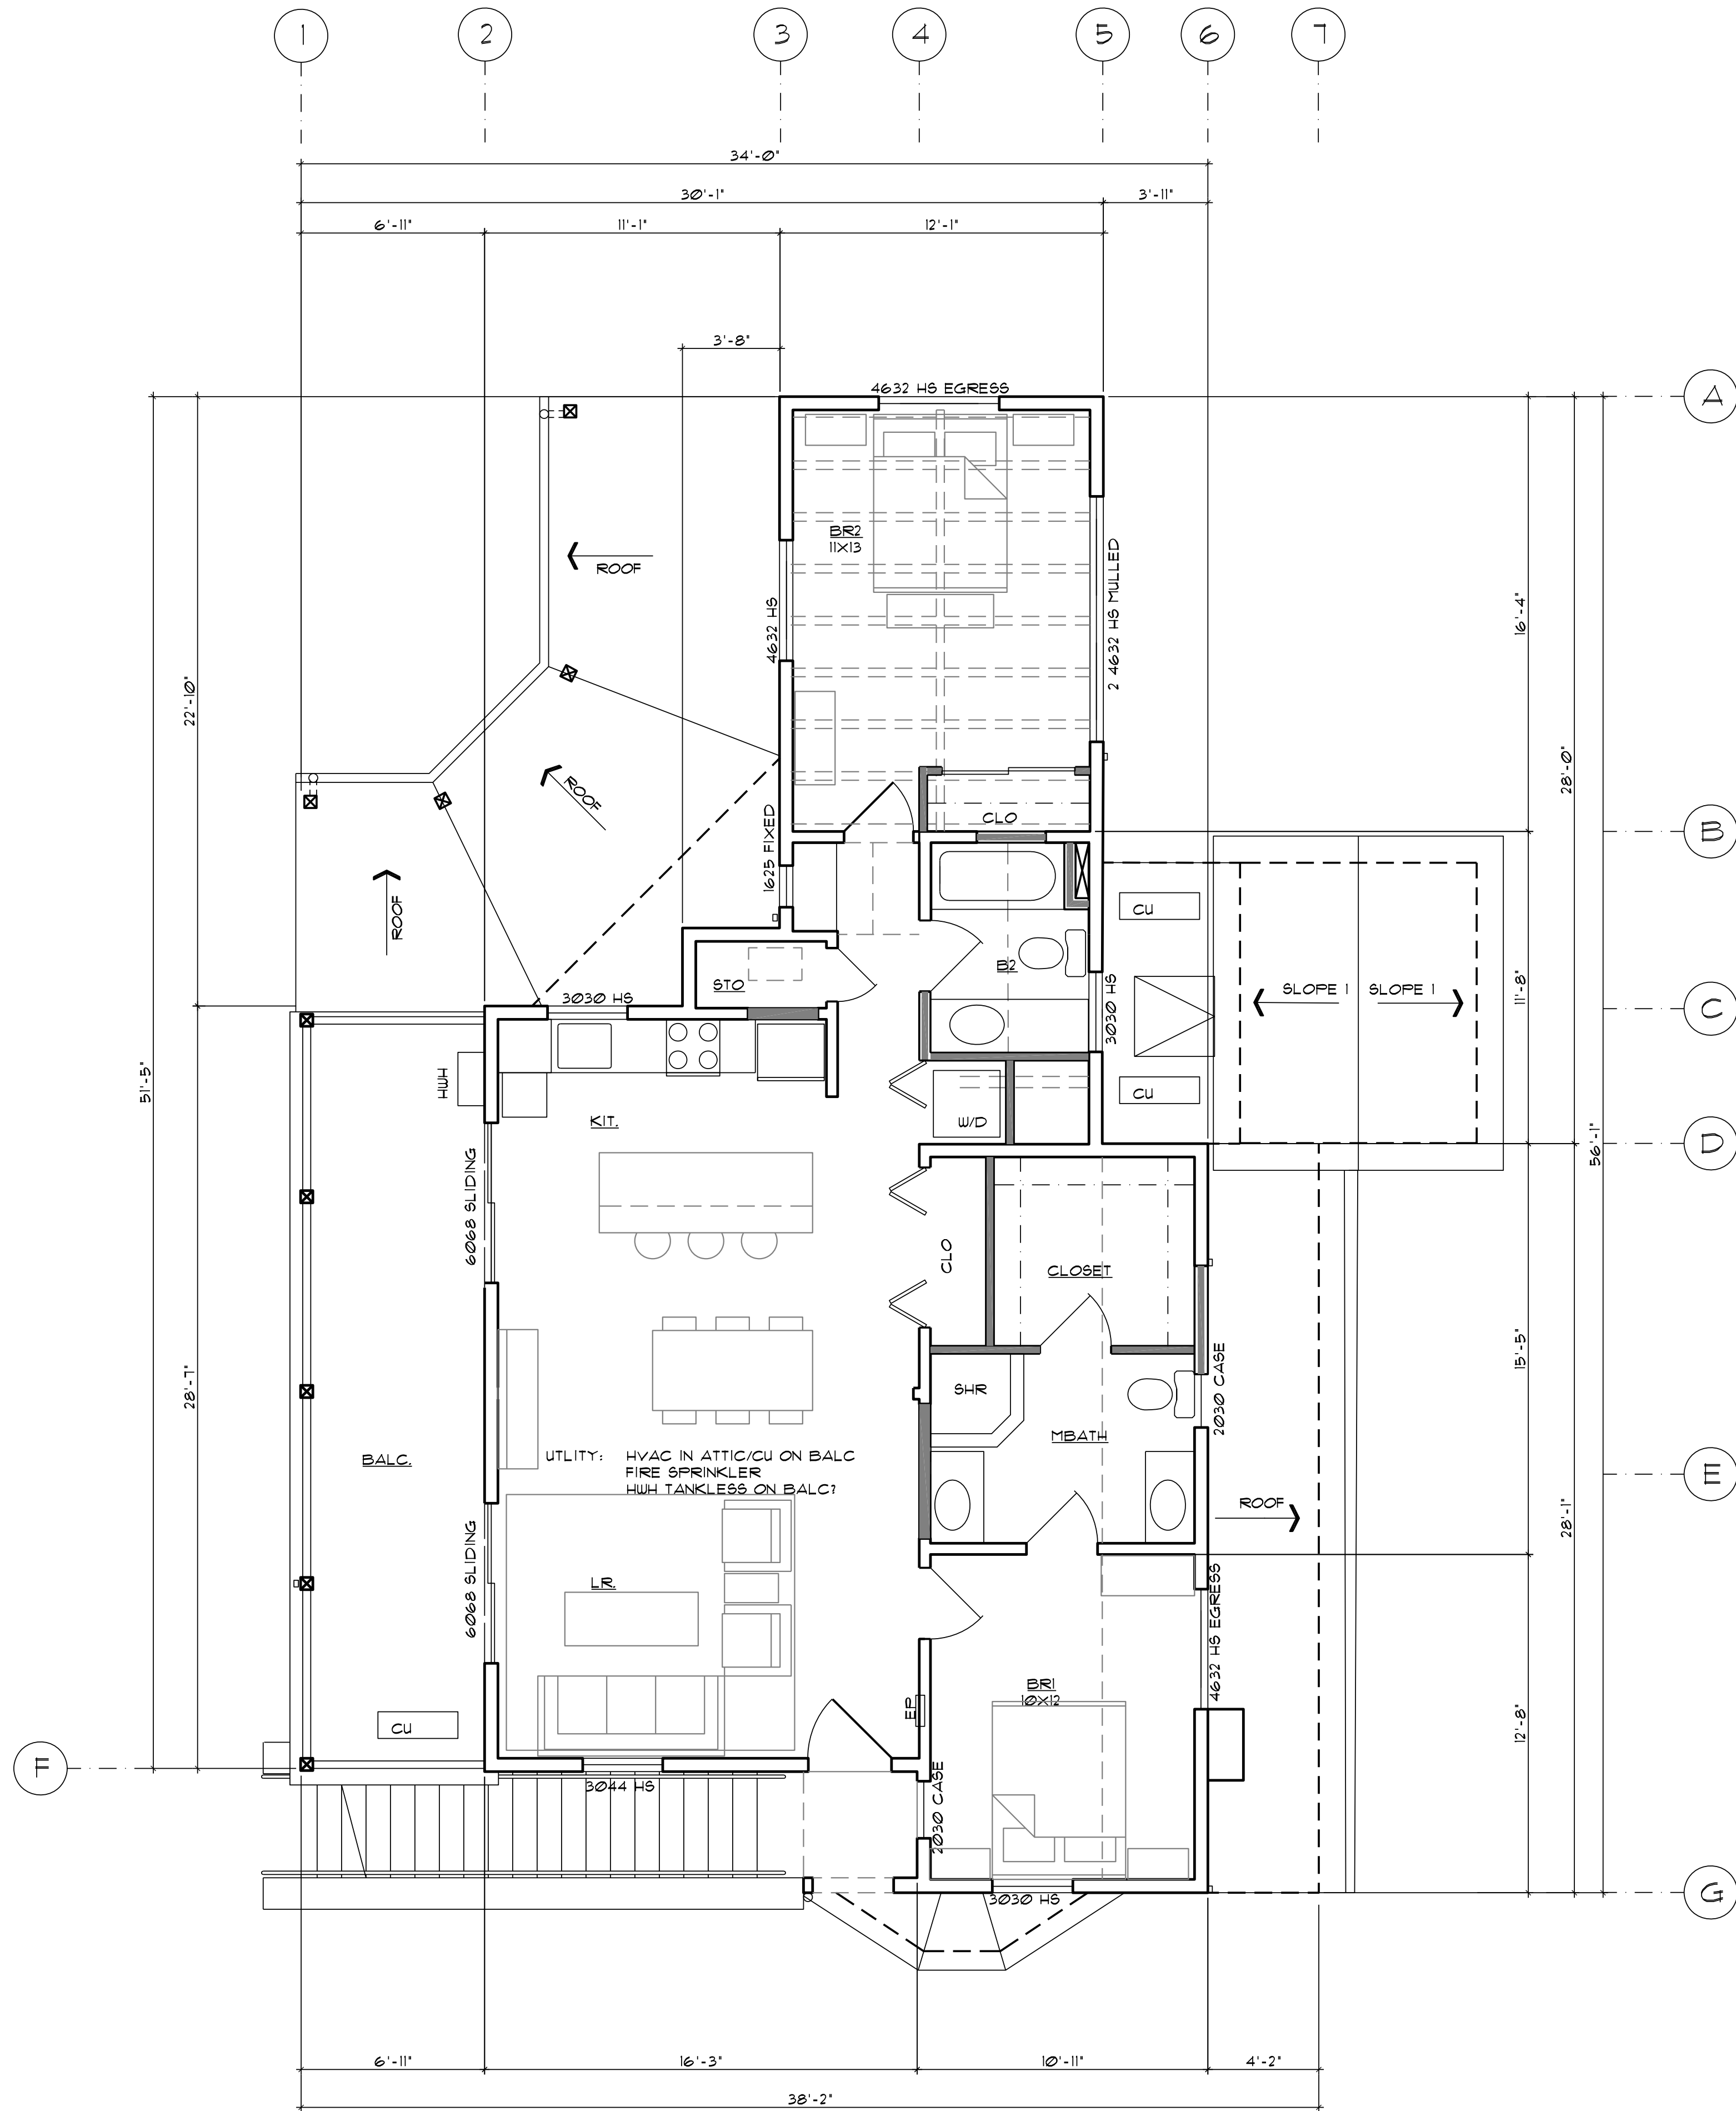 1
2
3
4
5
6
7
34'-0"
30'-1"
3'-11"
6'-11"
11'-1"
12'-1"
3'-8"
4632 HS EGRESS
A
BR2
11X13
ROOF
4632 HS
2 4632 HS MULLED
16'-4"
22'-10"
28'-0"
ROOF
ROOF
1625 FIXED
CLO
B
CU
B2
STO
3030 HS
3030 HS
SLOPE 1
SLOPE 1
11'-8"
C
HWH
51'-5"
KIT.
W/D
CU
D
56'-1"
6068 SLIDING
CLO
CLOSET
28'-7"
SHR
2030 CASE
15'-5"
MBATH
BALC.
UTLITY: HVAC IN ATTIC/CU ON BALC
FIRE SPRINKLER
HWH TANKLESS ON BALC?
E
ROOF
28'-1"
6068 SLIDING
LR.
4632 HS EGRESS
BR1
10X12
EP
CU
12'-8"
F
3044 HS
2030 CASE
3030 HS
G
6'-11"
16'-3"
10'-11"
4'-2"
38'-2"